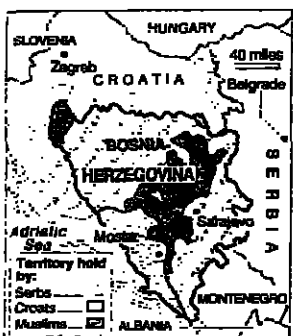 HUNGARY
SLOVENIA
40 miles
Zagreb
CROATIA
Belgrade
BOSNIA
HERZEGOVINA
SERBIA
Adriatic
Sea
Sarajevo
Mostar
Territory held
by:
Serbs
Croats
Muslims
MONTENEGRO
ALBANIA